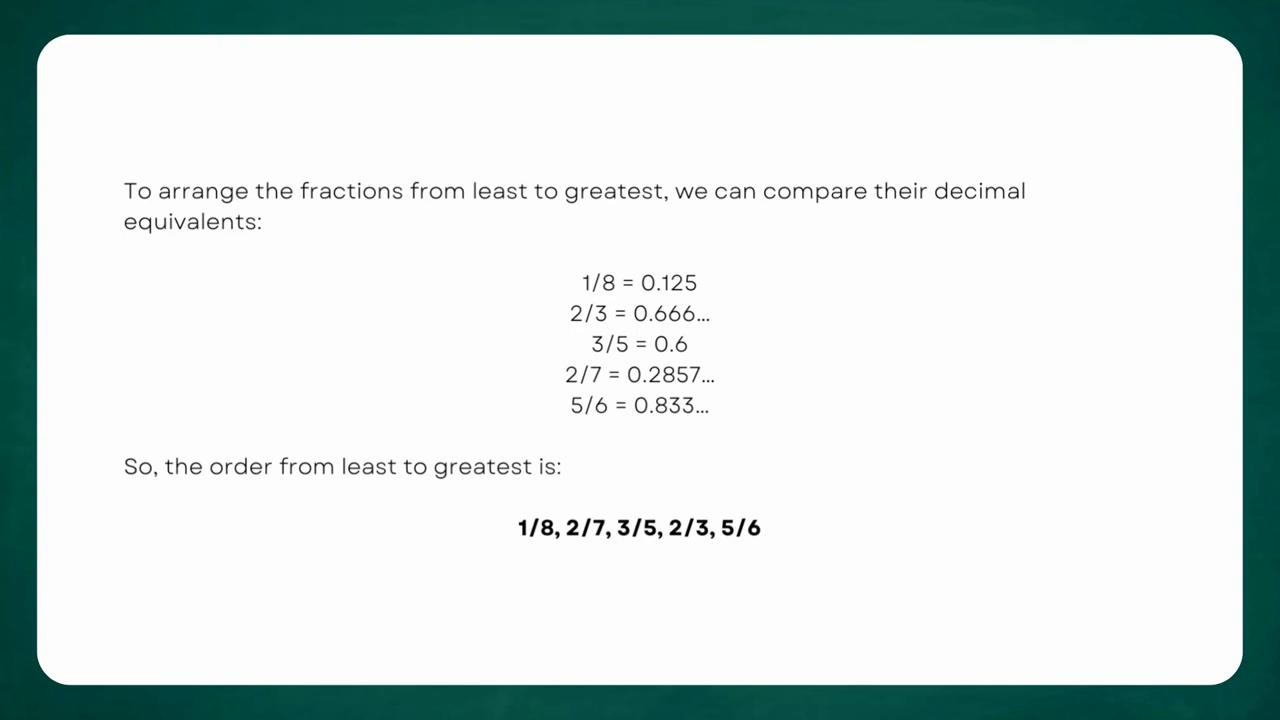 To arrange the fractions from least to greatest, we can compare their decimal
equivalents:
1/8 = 0.125
2/3 = 0.666...
3/5 = 0.6
2/7 = 0.2857...
5/6 = 0.833...
So, the order from least to greatest is:
1/8, 2/7, 3/5, 2/3, 5/6